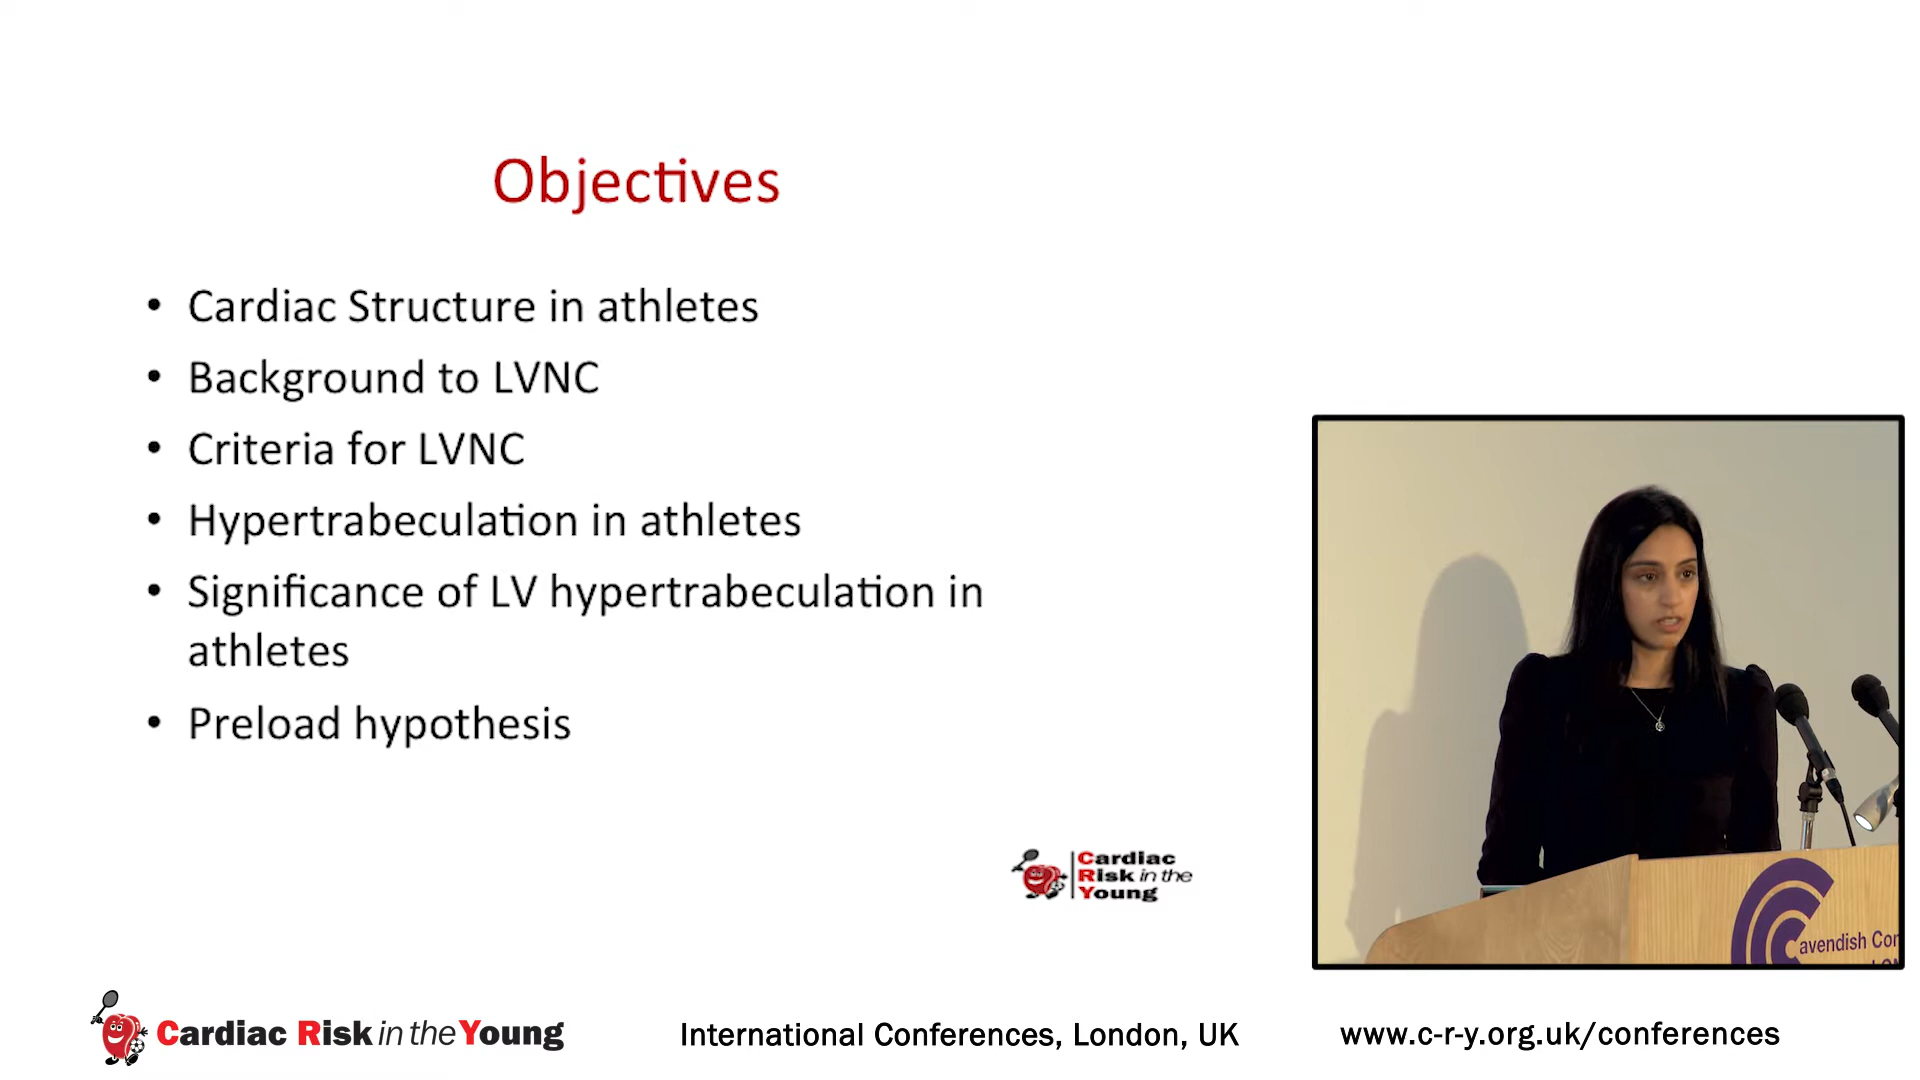 Objectives
• Cardiac Structure in athletes
• Background to LVNC
• Criteria for LVNC
• Hypertrabeculation in athletes
• Significance of LV hypertrabeculation in
athletes
• Preload hypothesis
Cardiac
Risk in the
Young
avendish Con
Cardiac Risk in the Young
International Conferences, London, UK
www.c-r-y.org.uk/conferences